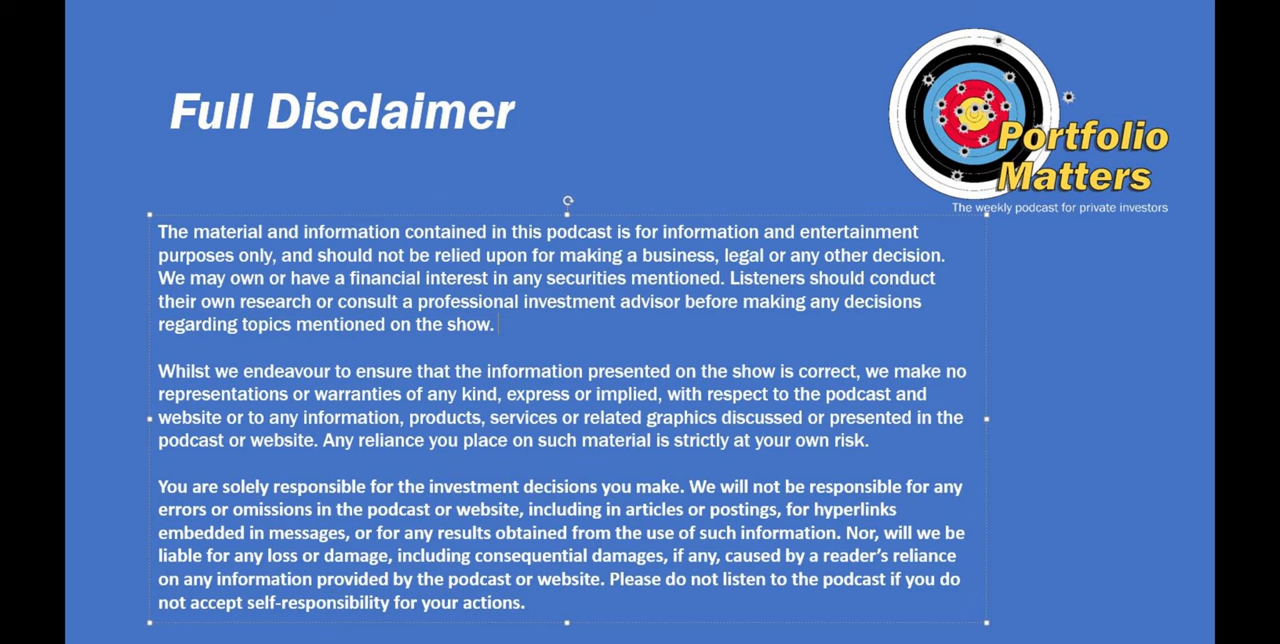 Full Disclaimer
Portfolio
Matters
The weekly podcast for private investors
The material and information contained in this podcast is for information and entertainment
purposes only, and should not be relied upon for making a business, legal or any other decision.
We may own or have a financial interest in any securities mentioned. Listeners should conduct
their own research or consult a professional investment advisor before making any decisions
regarding topics mentioned on the show.
Whilst we endeavour to ensure that the information presented on the show is correct, we make no
representations or warranties of any kind, express or implied, with respect to the podcast and
website or to any information, products, services or related graphics discussed or presented in the
podcast or website. Any reliance you place on such material is strictly at your own risk.
You are solely responsible for the investment decisions you make. We will not be responsible for any
errors or omissions in the podcast or website, including in articles or postings, for hyperlinks
embedded in messages, or for any results obtained from the use of such information. Nor, will we be
liable for any loss or damage, including consequential damages, if any, caused by a reader’s reliance
on any information provided by the podcast or website. Please do not listen to the podcast if you do
not accept self-responsibility for your actions.